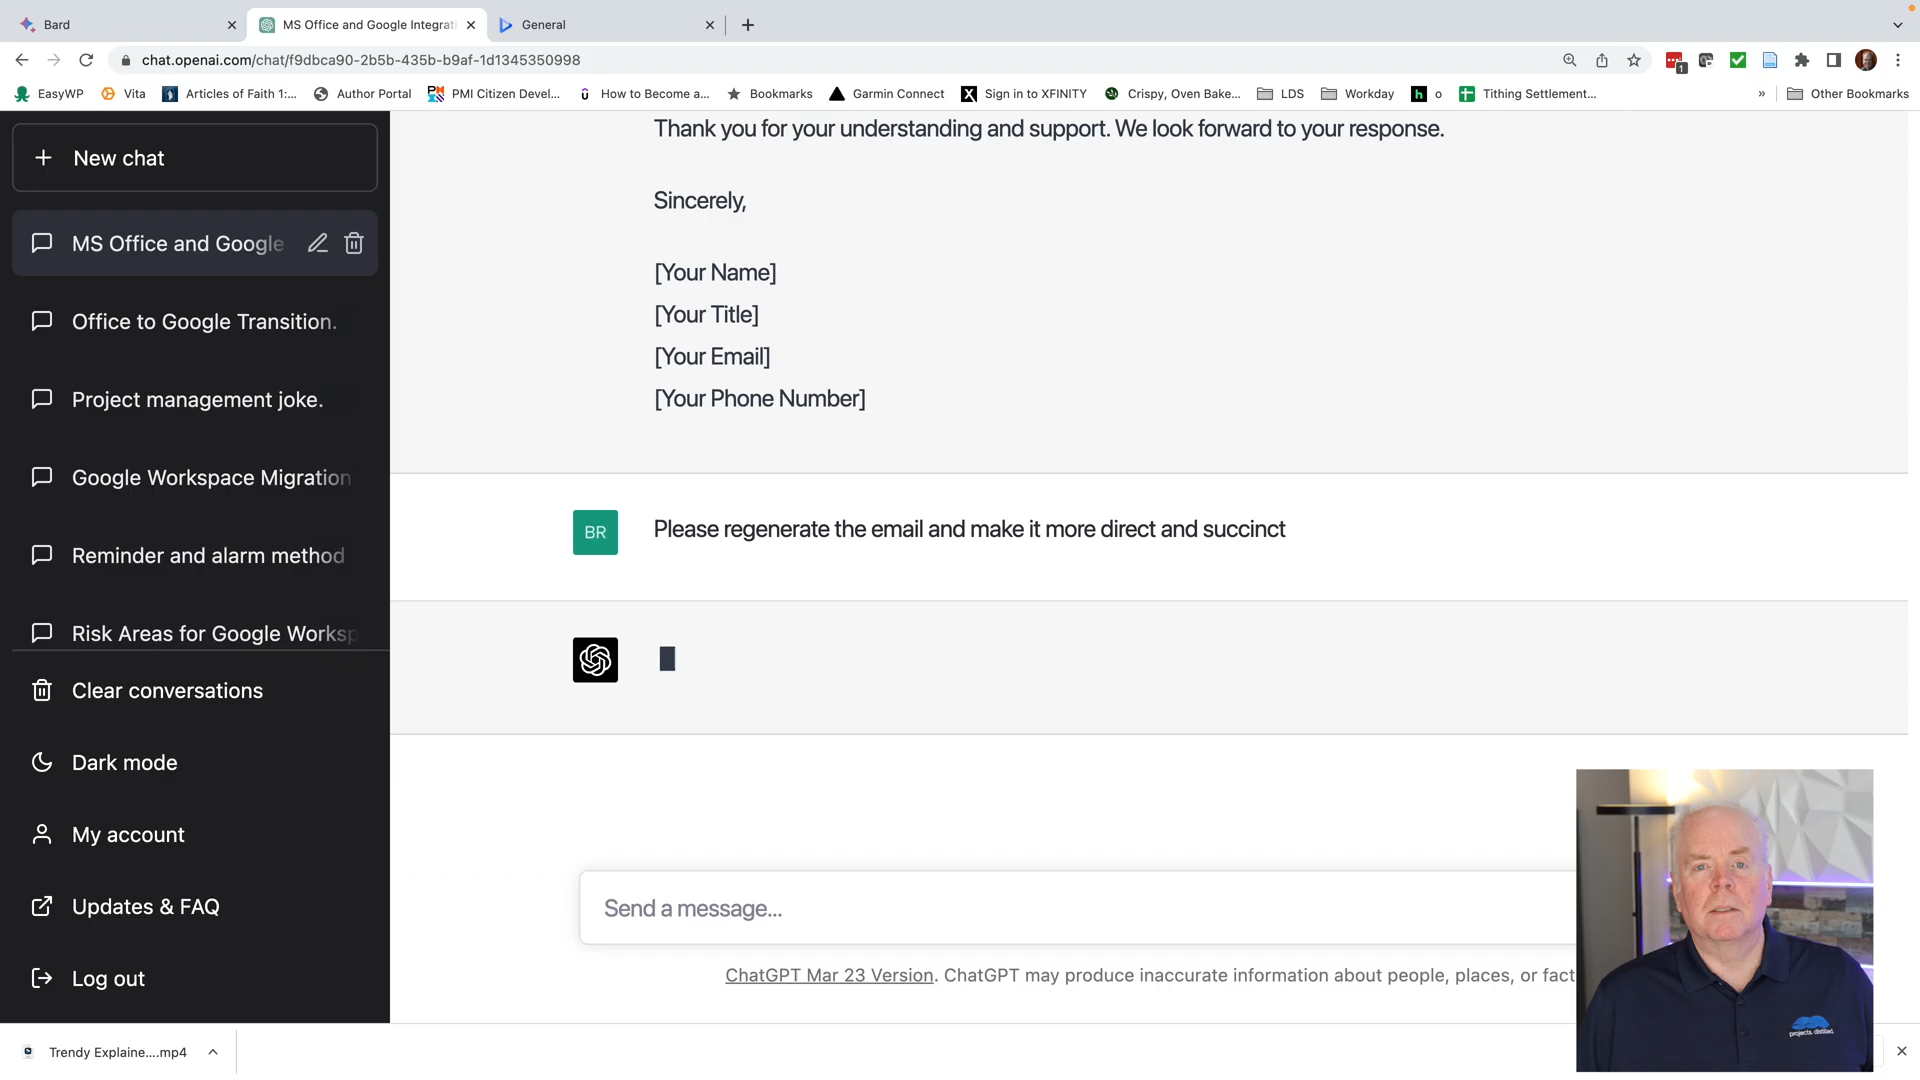 Bard
MS Office and Google Integrati
General
chat.openai.com/chat/f9dbca90-2b5b-435b-b9af-1d1345350998
1
EasyWP
Vita
Articles of Faith 1:...
Author Portal
PMI Citizen Devel...
How to Become a...
Bookmarks
Garmin Connect
Sign in to XFINITY
Crispy, Oven Bake...
LDS
Workday
h o
Tithing Settlement...
»
Other Bookmarks
New chat
MS Office and Google
Office to Google Transition.
Project management joke.
Google Workspace Migration
Reminder and alarm method
Risk Areas for Google Worksp
Clear conversations
Dark mode
My account
Updates & FAQ
Log out
Thank you for your understanding and support. We look forward to your response.
Sincerely,
[Your Name]
[Your Title]
[Your Email]
[Your Phone Number]
BR
Please regenerate the email and make it more direct and succinct
Send a message...
ChatGPT Mar 23 Version. ChatGPT may produce inaccurate information about people, places, or fact
projects distilled
Trendy Explaine....mp4